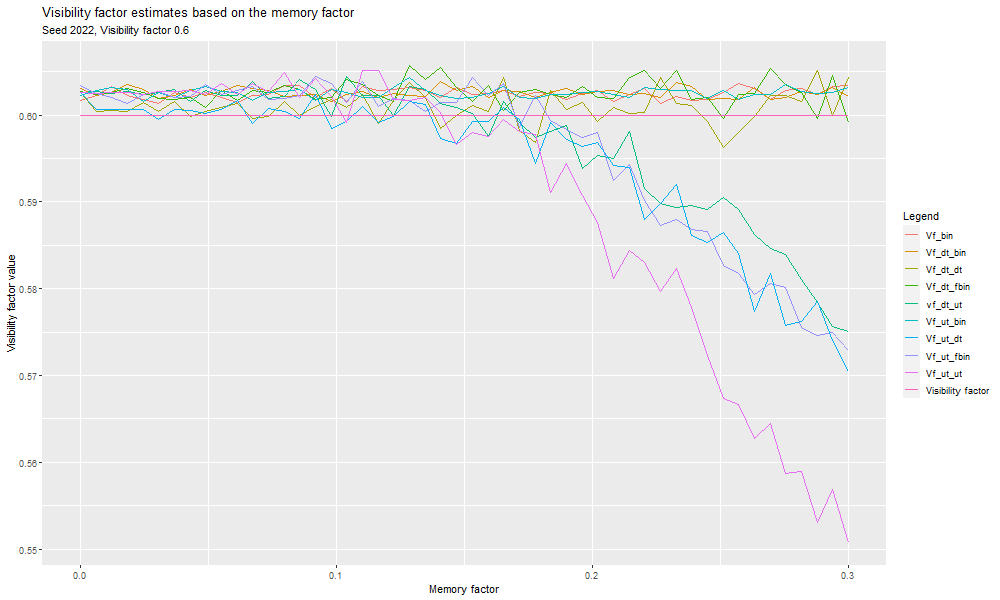 Visibility factor estimates based on the memory factor
Seed 2022, Visibility factor 0.6
Visibility factor value
0.60
0.59
0.58
0.57
0.56
0.55
0.0
0.1
0.2
0.3
Memory factor
Legend
Vf_bin
Vf_dt_bin
Vf_dt_dt
Vf_dt_fbin
vf_dt_ut
Vf_ut_bin
Vf_ut_dt
Vf_ut_fbin
Vf_ut_ut
Visibility factor